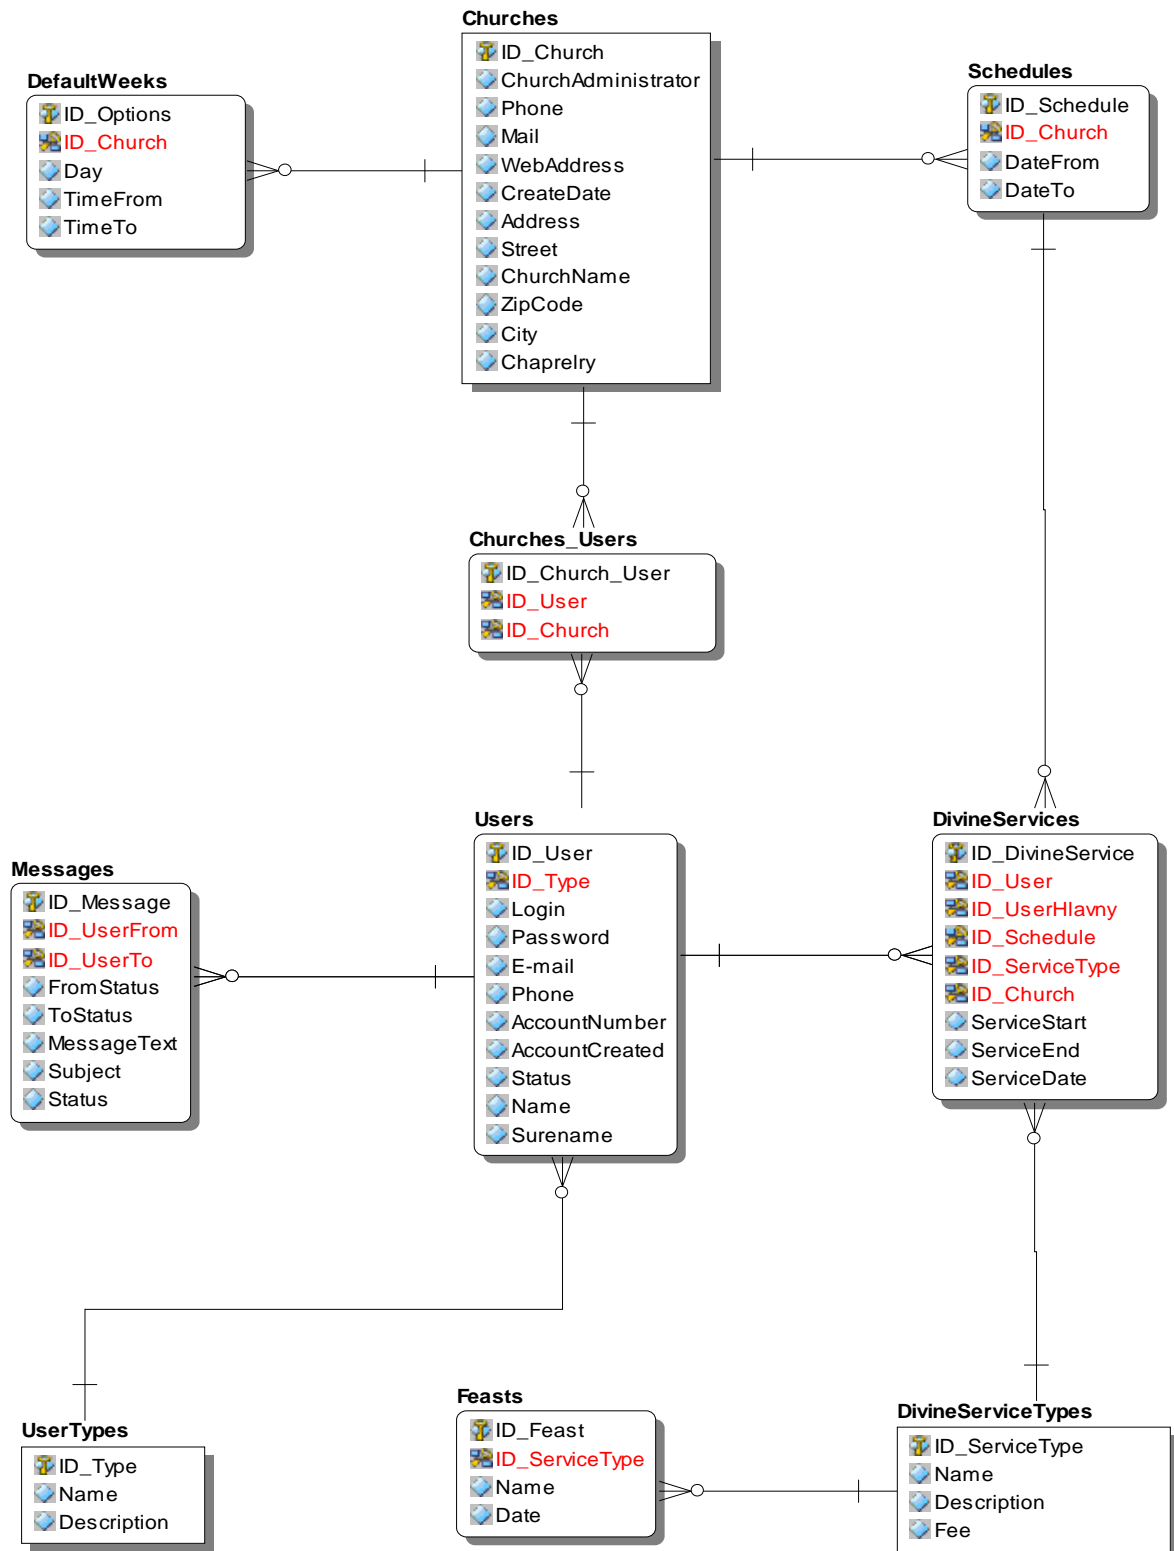 Churches
ID_Church
ChurchAdministrator
Phone
Mail
WebAddress
CreateDate
Address
Street
ChurchName
ZipCode
City
Chaprelry
DefaultWeeks
ID_Options
ID_Church
Day
TimeFrom
TimeTo
Schedules
ID_Schedule
ID_Church
DateFrom
DateTo
Churches_Users
ID_Church_User
ID_User
ID_Church
Messages
ID_Message
ID_UserFrom
ID_UserTo
FromStatus
ToStatus
MessageText
Subject
Status
Users
ID_User
ID_Type
Login
Password
E-mail
Phone
AccountNumber
AccountCreated
Status
Name
Surename
DivineServices
ID_DivineService
ID_User
ID_UserHlavny
ID_Schedule
ID_ServiceType
ID_Church
ServiceStart
ServiceEnd
ServiceDate
UserTypes
ID_Type
Name
Description
Feasts
ID_Feast
ID_ServiceType
Name
Date
DivineServiceTypes
ID_ServiceType
Name
Description
Fee